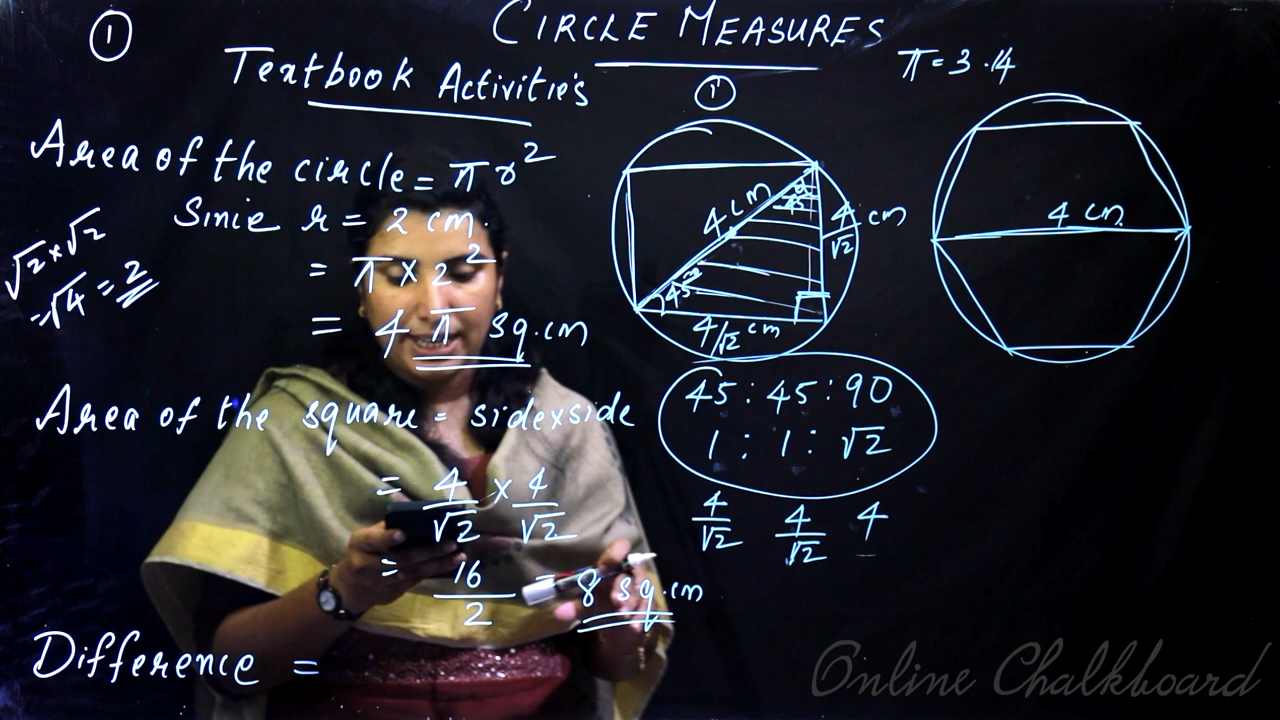 ①
CIRCLE MEASURES
Textbook Activities
π = 3.14
Area of the circle = πr²
Sinie r = 2 cm.
= π × 2²
= 4π sq.cm
√2 × √2
= √4 = 2
Area of the square = side×side
= 4/√2 × 4/√2
= 16/2 = 8 sq.cm
Difference =
①
4 cm
45°
4/√2 cm
45°
4/√2 cm
45 : 45 : 90
1 : 1 : √2
4/√2 4/√2 4
4 cm
Online Chalkboard